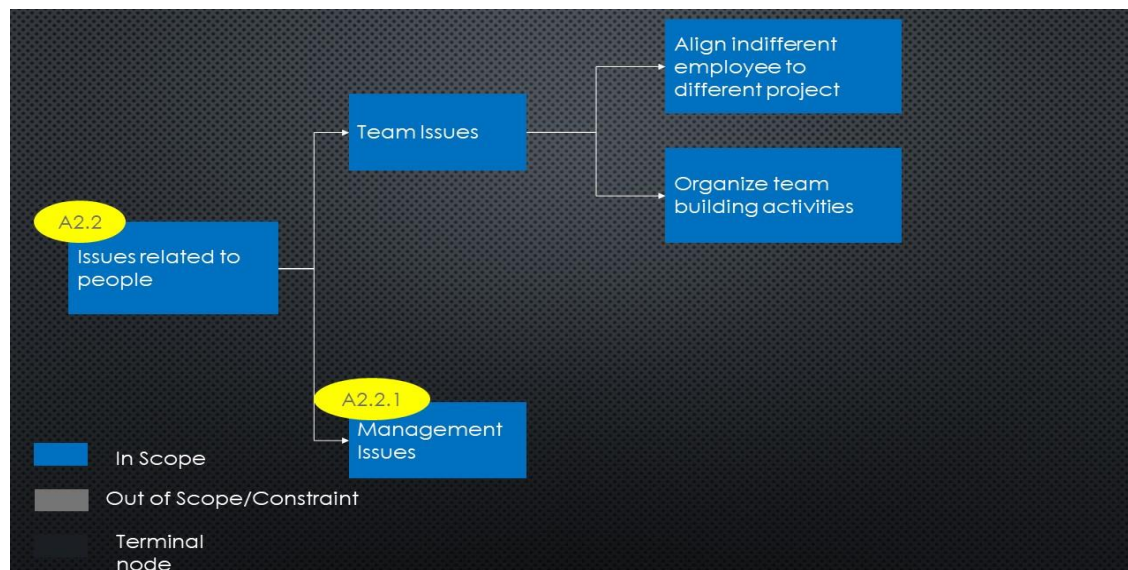 Align indifferent
employee to
different project
Team Issues
Organize team
building activities
A2.2
Issues related to
people
A2.2.1
Management
Issues
In Scope
Out of Scope/Constraint
Terminal
node